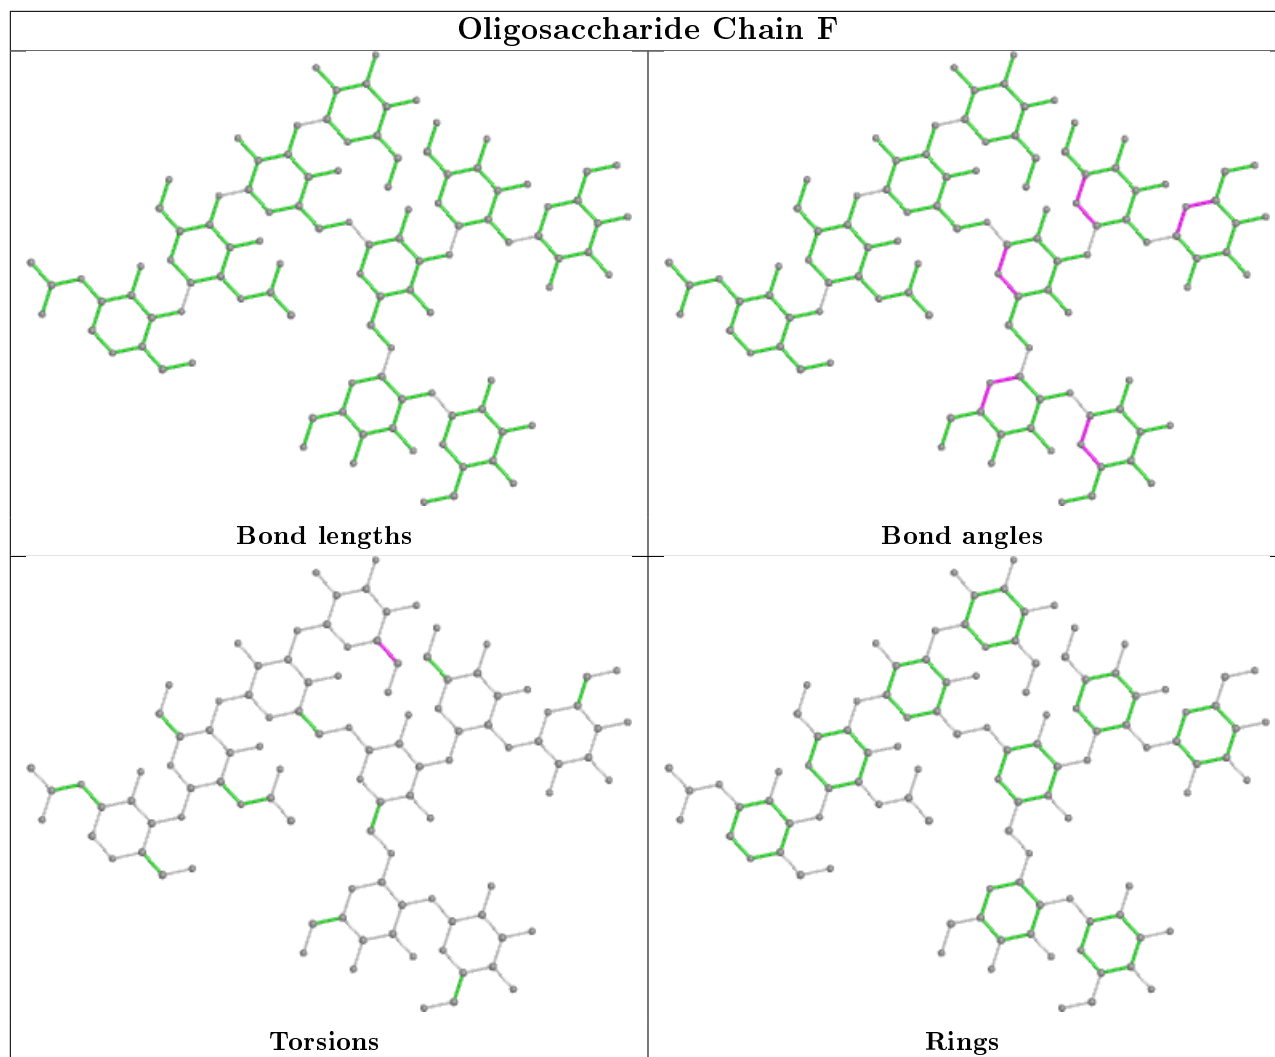 Oligosaccharide Chain F
Bond lengths
Bond angles
Torsions
Rings